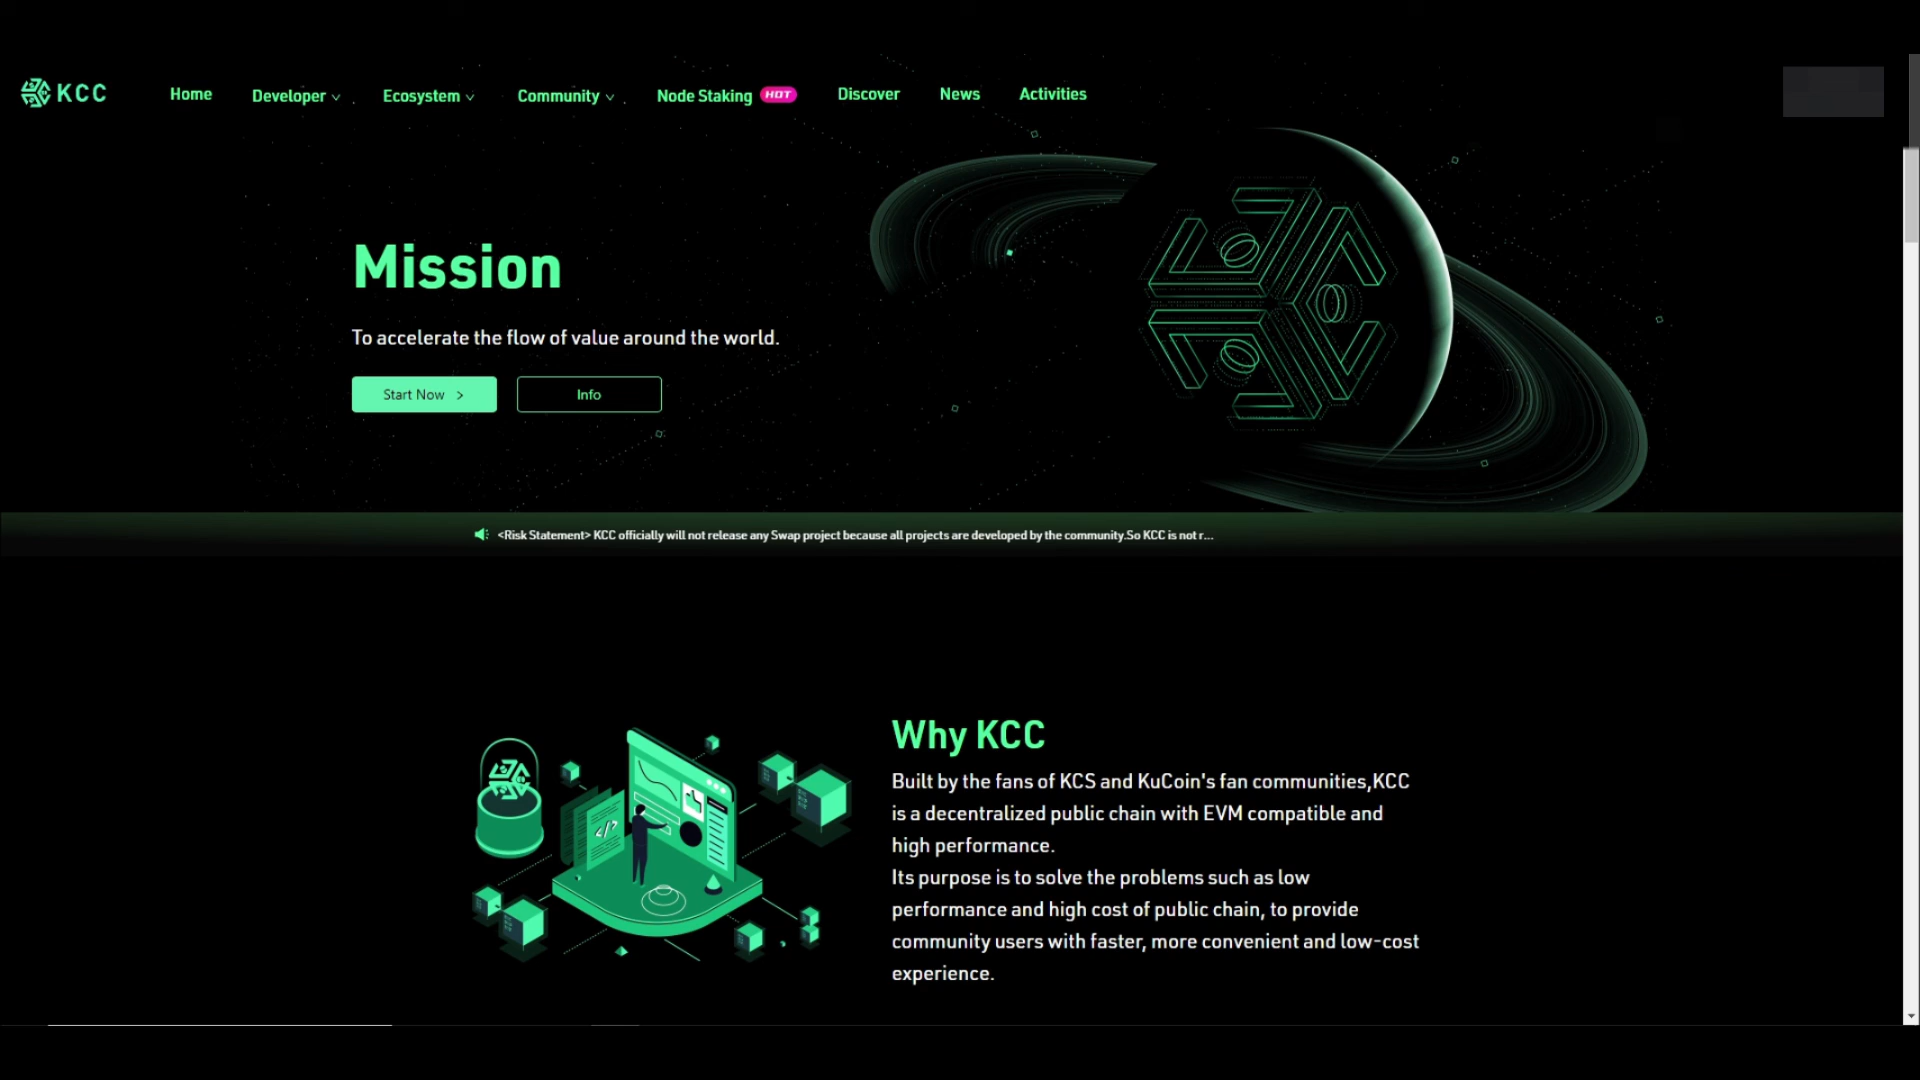 KCC
Home
Developer
Ecosystem
Community
Node Staking HOT
Discover
News
Activities
Mission
To accelerate the flow of value around the world.
Start Now >
Info
<Risk Statement> KCC officially will not release any Swap project because all projects are developed by the community.So KCC is not r...
Why KCC
Built by the fans of KCS and KuCoin's fan communities,KCC
is a decentralized public chain with EVM compatible and
high performance.
Its purpose is to solve the problems such as low
performance and high cost of public chain, to provide
community users with faster, more convenient and low-cost
experience.
</>